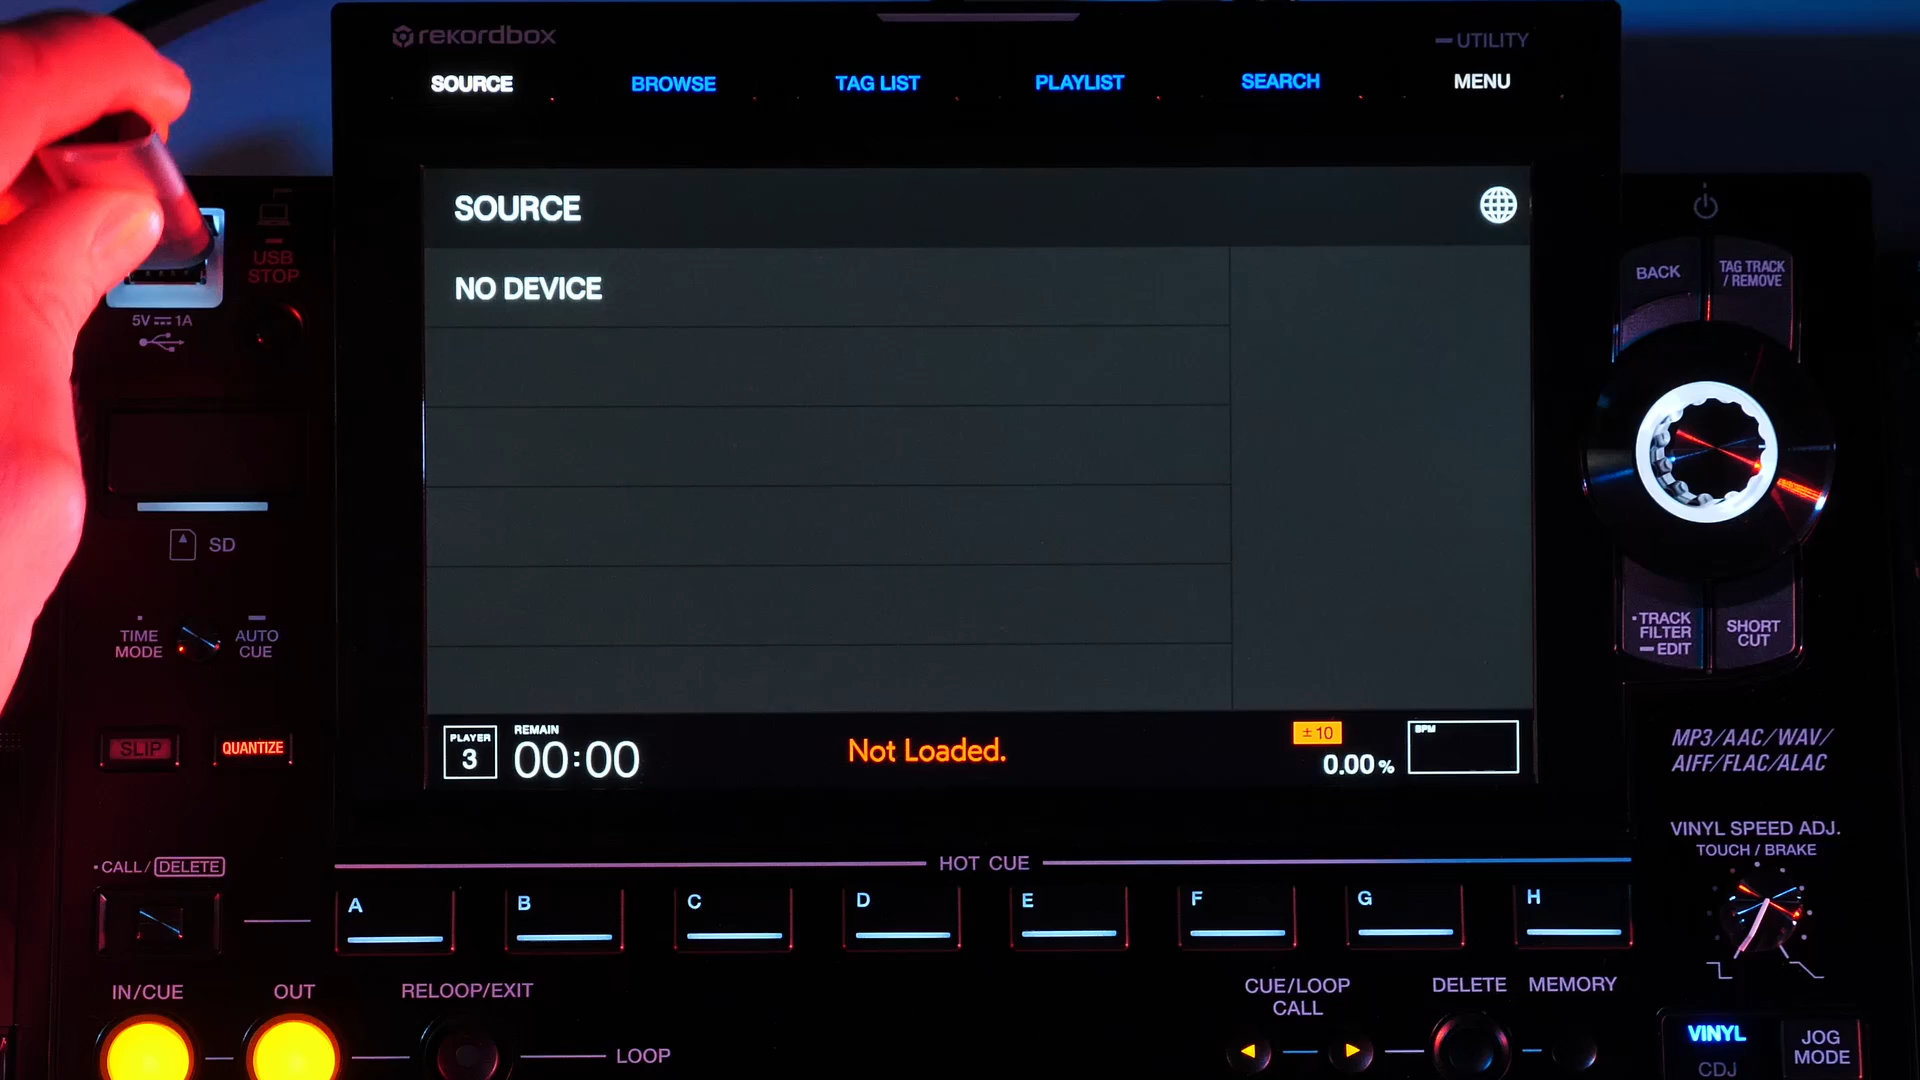 rekordbox
UTILITY
SOURCE
BROWSE
TAG LIST
PLAYLIST
SEARCH
MENU
SOURCE
NO DEVICE
USB
STOP
5V 1A
SD
TIME
MODE
AUTO
CUE
SLIP
QUANTIZE
BACK
TAG TRACK
/ REMOVE
TRACK
FILTER
EDIT
SHORT
CUT
PLAYER
3
REMAIN
00:00
Not Loaded.
±10
0.00%
BPM
MP3/AAC/WAV/
AIFF/FLAC/ALAC
VINYL SPEED ADJ.
TOUCH / BRAKE
CALL / DELETE
HOT CUE
A
B
C
D
E
F
G
H
IN/CUE
OUT
RELOOP/EXIT
LOOP
CUE/LOOP
CALL
DELETE
MEMORY
VINYL
CDJ
JOG
MODE